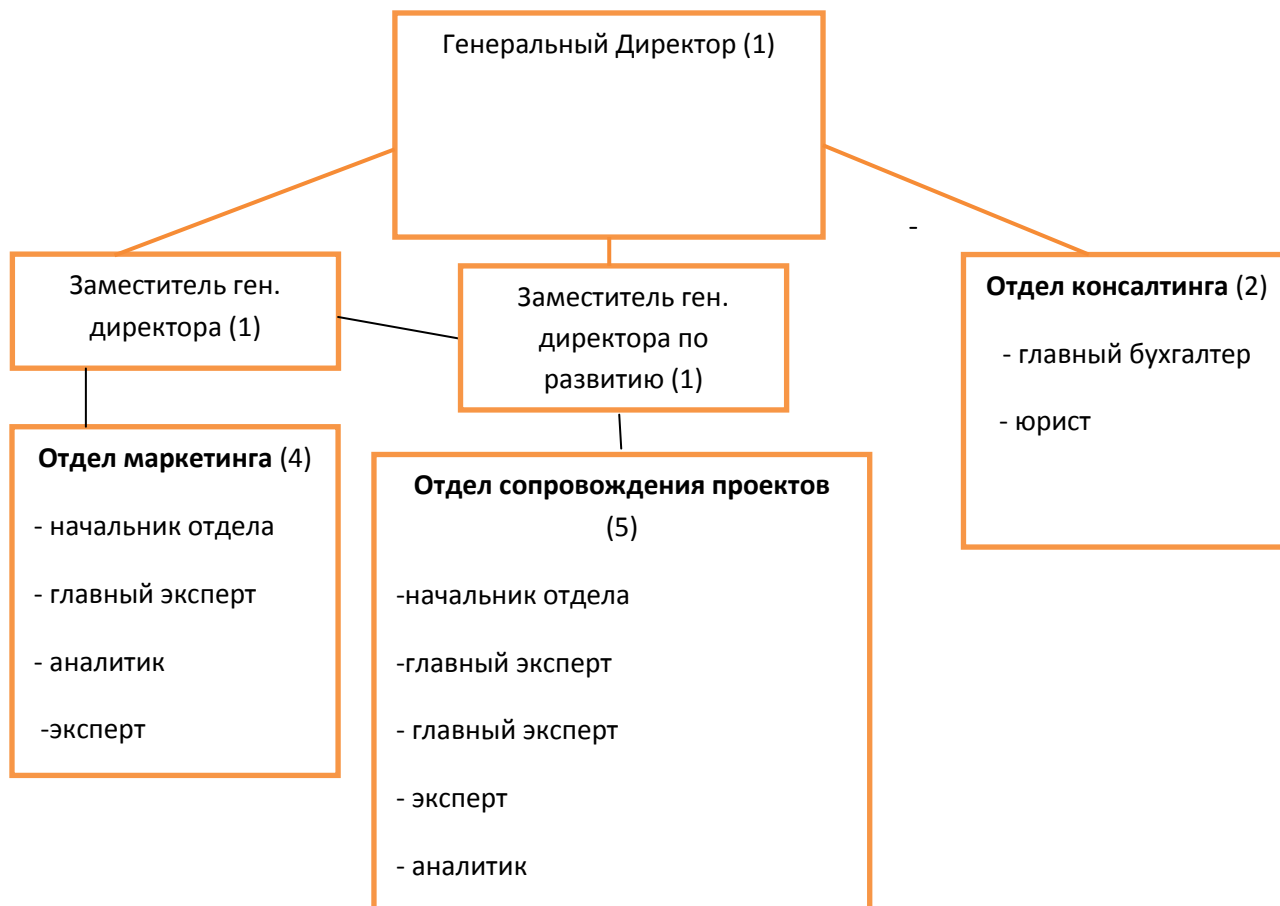 Генеральный Директор (1)
-
Заместитель ген.
директора (1)
Заместитель ген.
директора по
развитию (1)
Отдел консалтинга (2)
- главный бухгалтер
- юрист
Отдел маркетинга (4)
- начальник отдела
- главный эксперт
- аналитик
-эксперт
Отдел сопровождения проектов
(5)
-начальник отдела
-главный эксперт
- главный эксперт
- эксперт
- аналитик